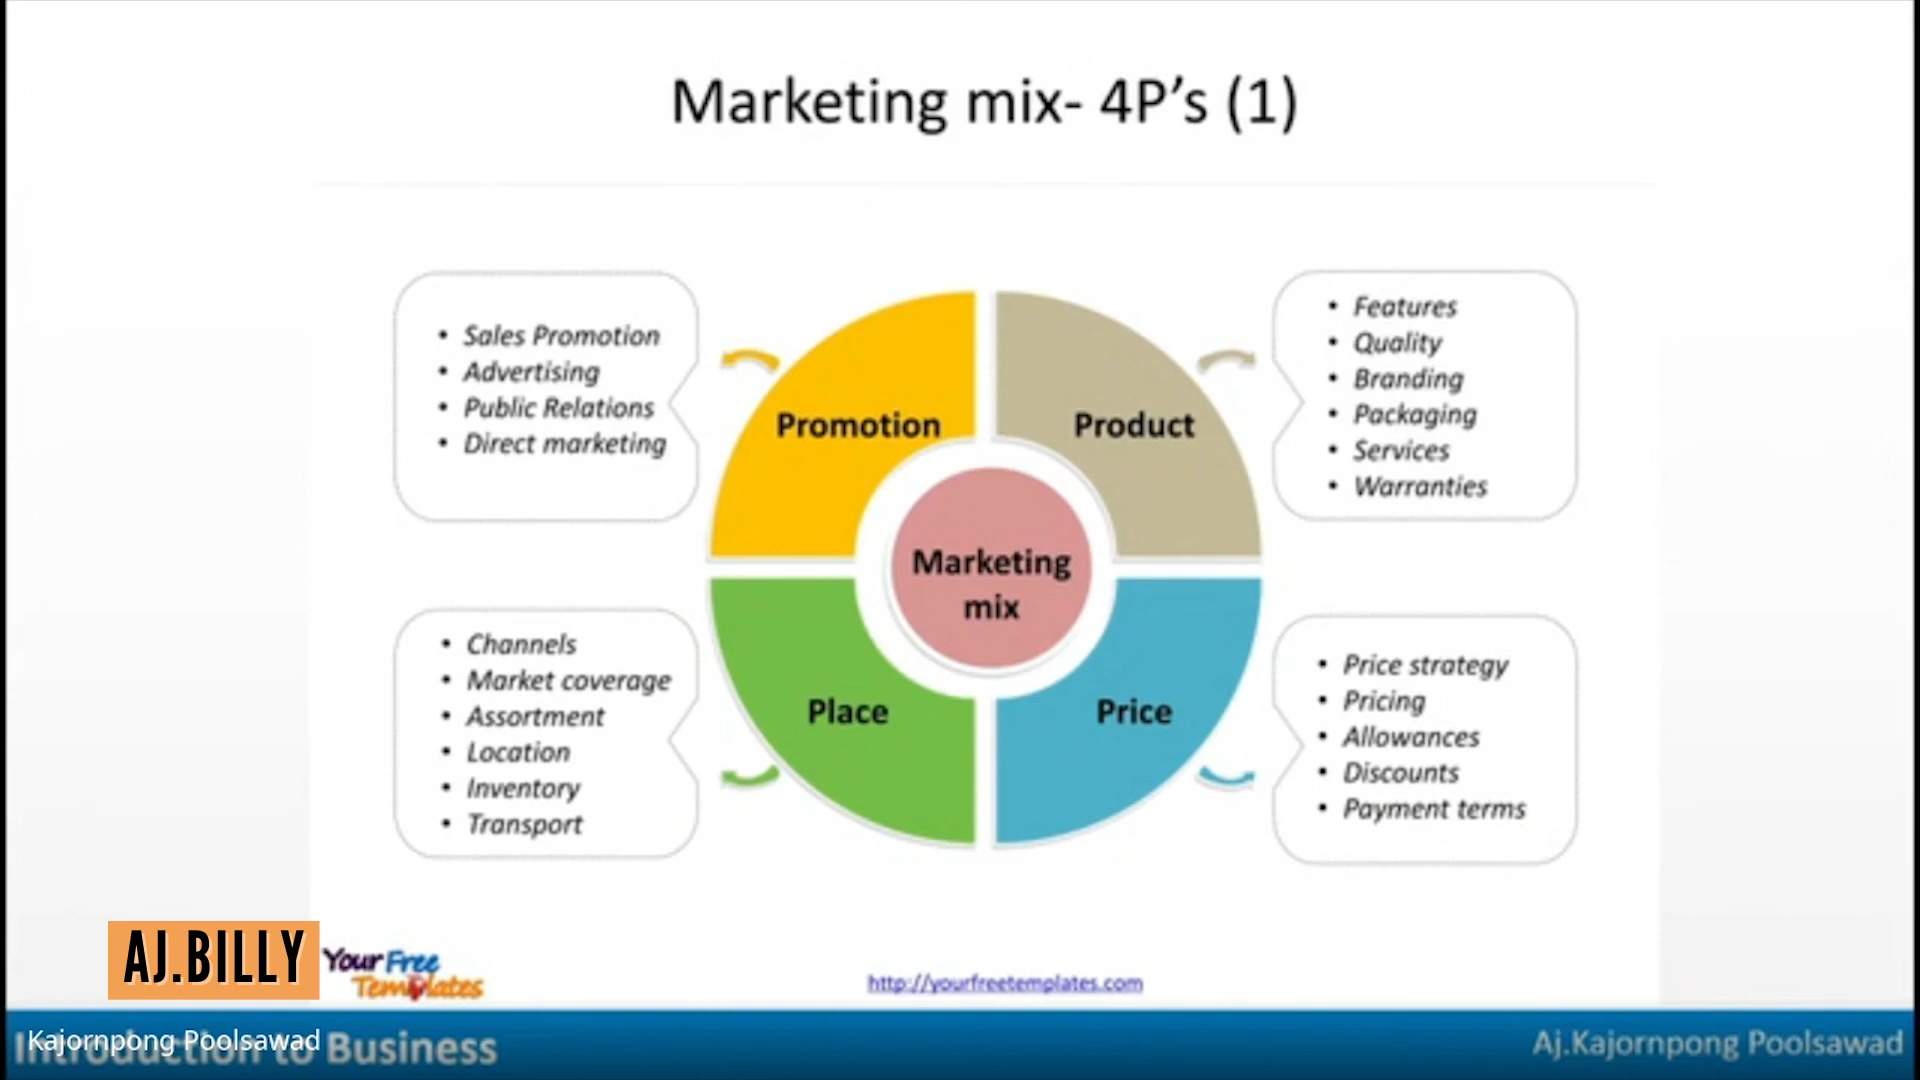 Marketing mix- 4P’s (1)
• Sales Promotion
• Advertising
• Public Relations
• Direct marketing
Promotion
Product
• Features
• Quality
• Branding
• Packaging
• Services
• Warranties
Marketing
mix
• Channels
• Market coverage
• Assortment
• Location
• Inventory
• Transport
Place
Price
• Price strategy
• Pricing
• Allowances
• Discounts
• Payment terms
AJ.BILLY
Your Free
Templates
http://yourfreetemplates.com
Kajornpong Poolsawad
Introduction to Business
Aj.Kajornpong Poolsawad